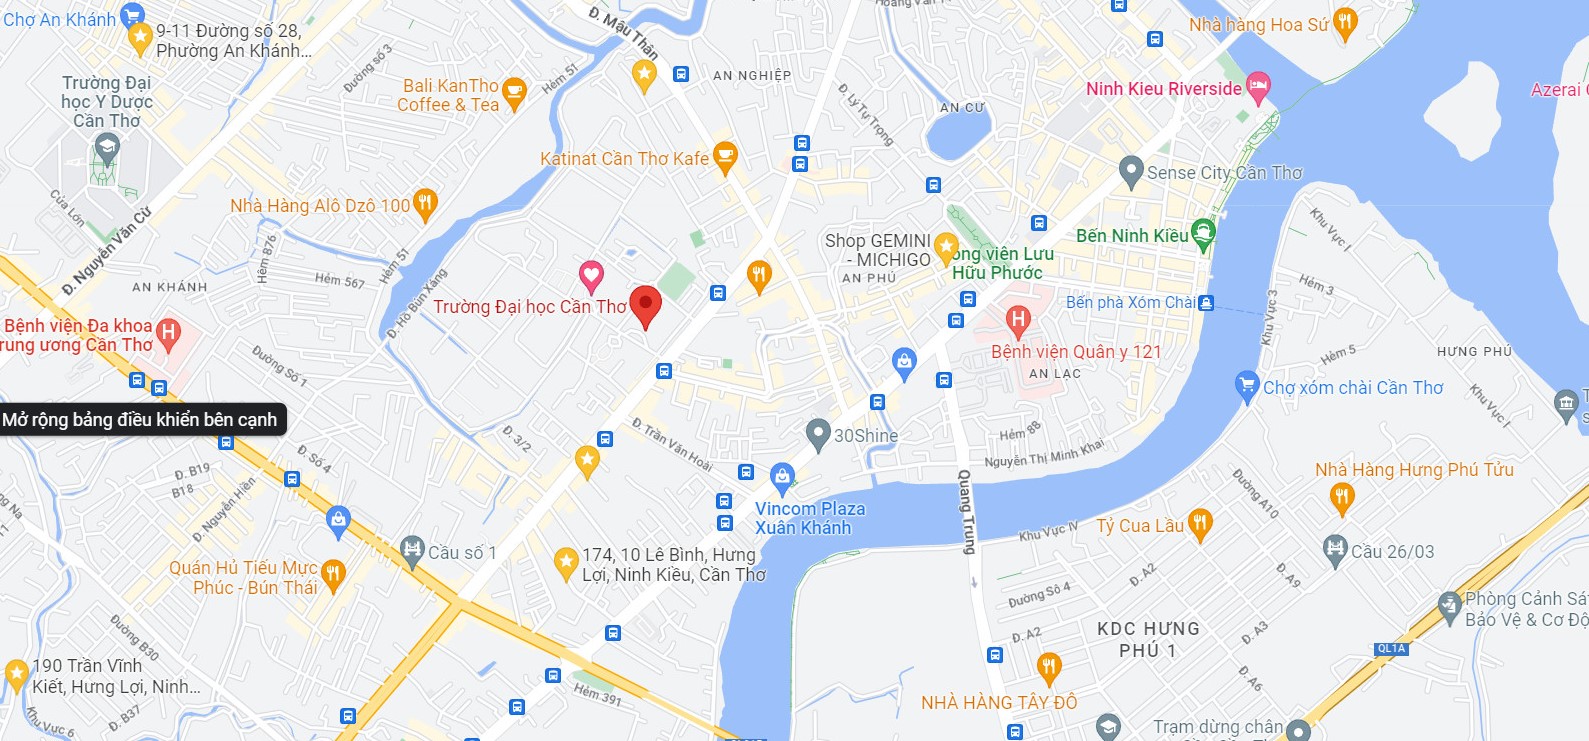 Chợ An Khánh
9-11 Đường số 28,
Phường An Khánh...
Đường số 3
Trường Đại
học Y Dược
Cần Thơ
Bali KanTho
Coffee & Tea
Hẻm 51
Đ. Mậu Thân
AN NGHIỆP
Đ. Lý Tự Trọng
AN CƯ
Nhà hàng Hoa Sứ
Ninh Kieu Riverside
Azerai
Katinat Cần Thơ Kafe
Sense City Cần Thơ
Của Lớn
Đ. Nguyễn Văn Cừ
Nhà Hàng Alô Dzô 100
Hẻm 876
Hẻm 51
Hẻm 567
AN KHÁNH
Đ. Hồ Bún Xáng
Shop GEMINI
- MICHIGO
AN PHÚ
ông viên Lưu
Hữu Phước
Bến Ninh Kiều
Khu Vực I
Bến phà Xóm Chài
Khu Vực 3
Hẻm 3
Trường Đại học Cần Thơ
Bệnh viện Đa khoa
rung ương Cần Thơ
Đường Số 1
Bệnh viện Quân y 121
AN LẠC
Hẻm 5
HƯNG PHÚ
Chợ xóm chài Cần Thơ
Khu Vực I
Mở rộng bảng điều khiển bên cạnh
Đ. 3/2
Đ. Trần Văn Hoài
30Shine
Hẻm 88
Nguyễn Thị Minh Khai
Đ. B19
B18
Đ. Số 4
Đ. Nguyễn Hiền
Vincom Plaza
Xuân Khánh
Quang Trung
Khu Vực IV
Đường A10
Nhà Hàng Hưng Phú Tửu
Tỷ Cua Lầu
Cầu 26/03
Cầu số 1
174, 10 Lê Bình, Hưng
Lợi, Ninh Kiều, Cần Thơ
Quán Hủ Tiếu Mực
Phúc - Bún Thái
Đ. A2
Đ. A9
Đường Số 4
Đ. A2
Đ. A3
KDC HƯNG
PHÚ 1
Phòng Cảnh Sát
Bảo Vệ & Cơ Độ
QL1A
Đường B30
190 Trần Vĩnh
Kiết, Hưng Lợi, Ninh...
Đ. B37
Khu Vực 6
Hẻm 391
NHÀ HÀNG TÂY ĐÔ
Đ. A6
Trạm dừng chân